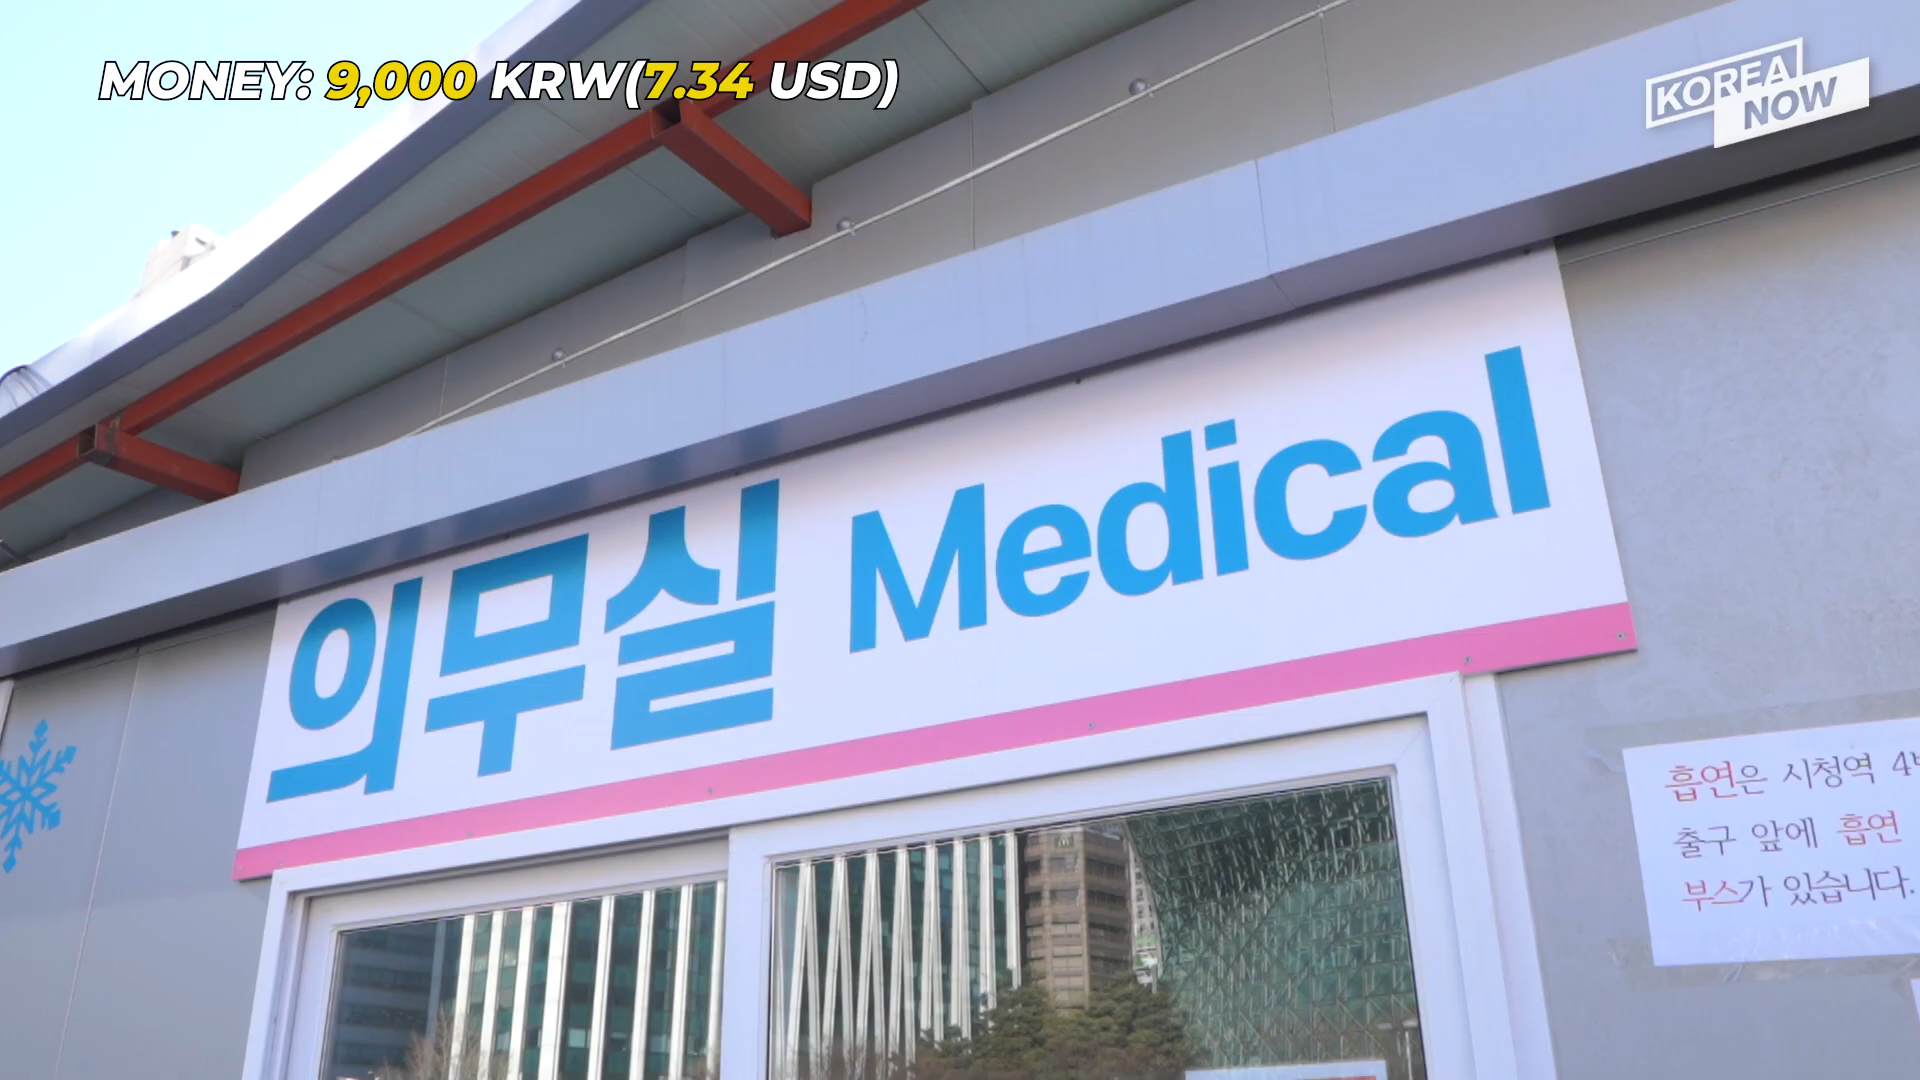 MONEY: 9,000 KRW(7.34 USD)
KOREA
NOW
의무실 Medical
흡연은 시청역
출구 앞에 흡연
부스가 있습니다.